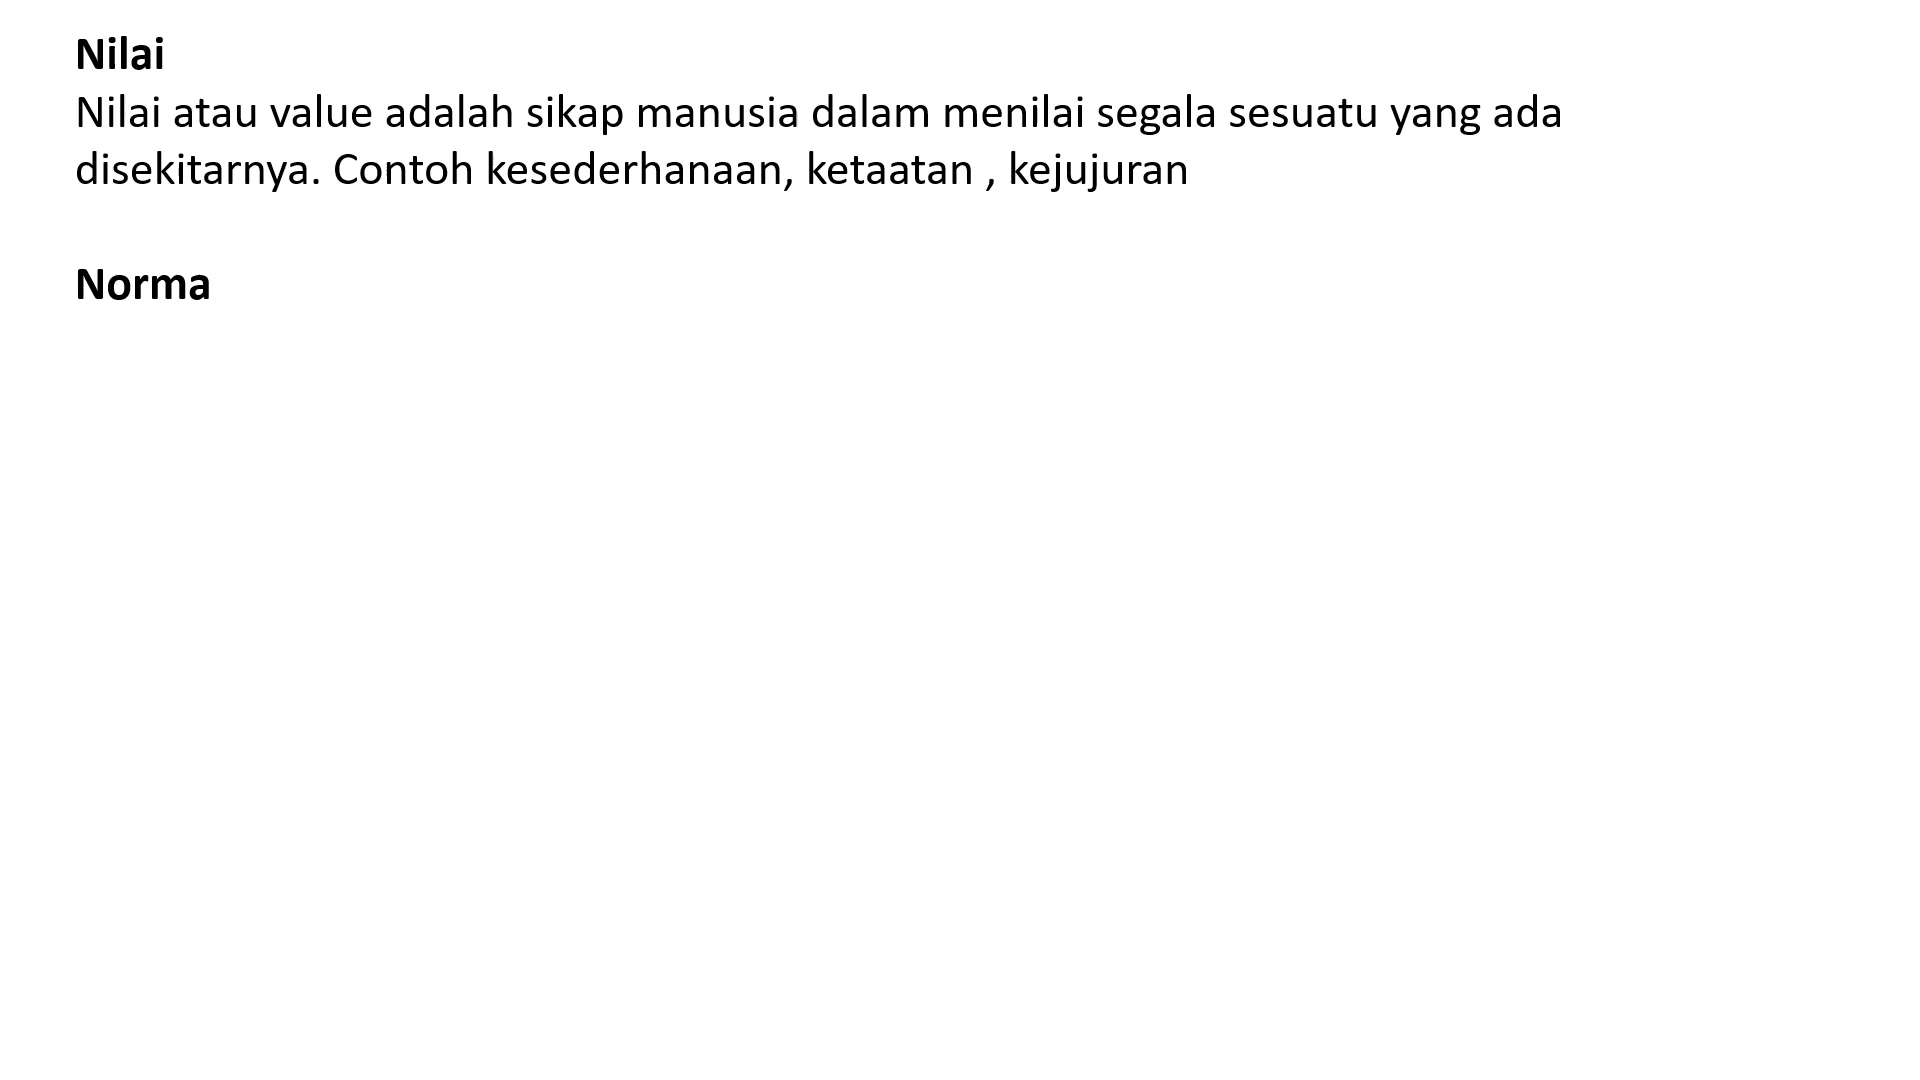 Nilai
Nilai atau value adalah sikap manusia dalam menilai segala sesuatu yang ada
disekitarnya. Contoh kesederhanaan, ketaatan , kejujuran
Norma